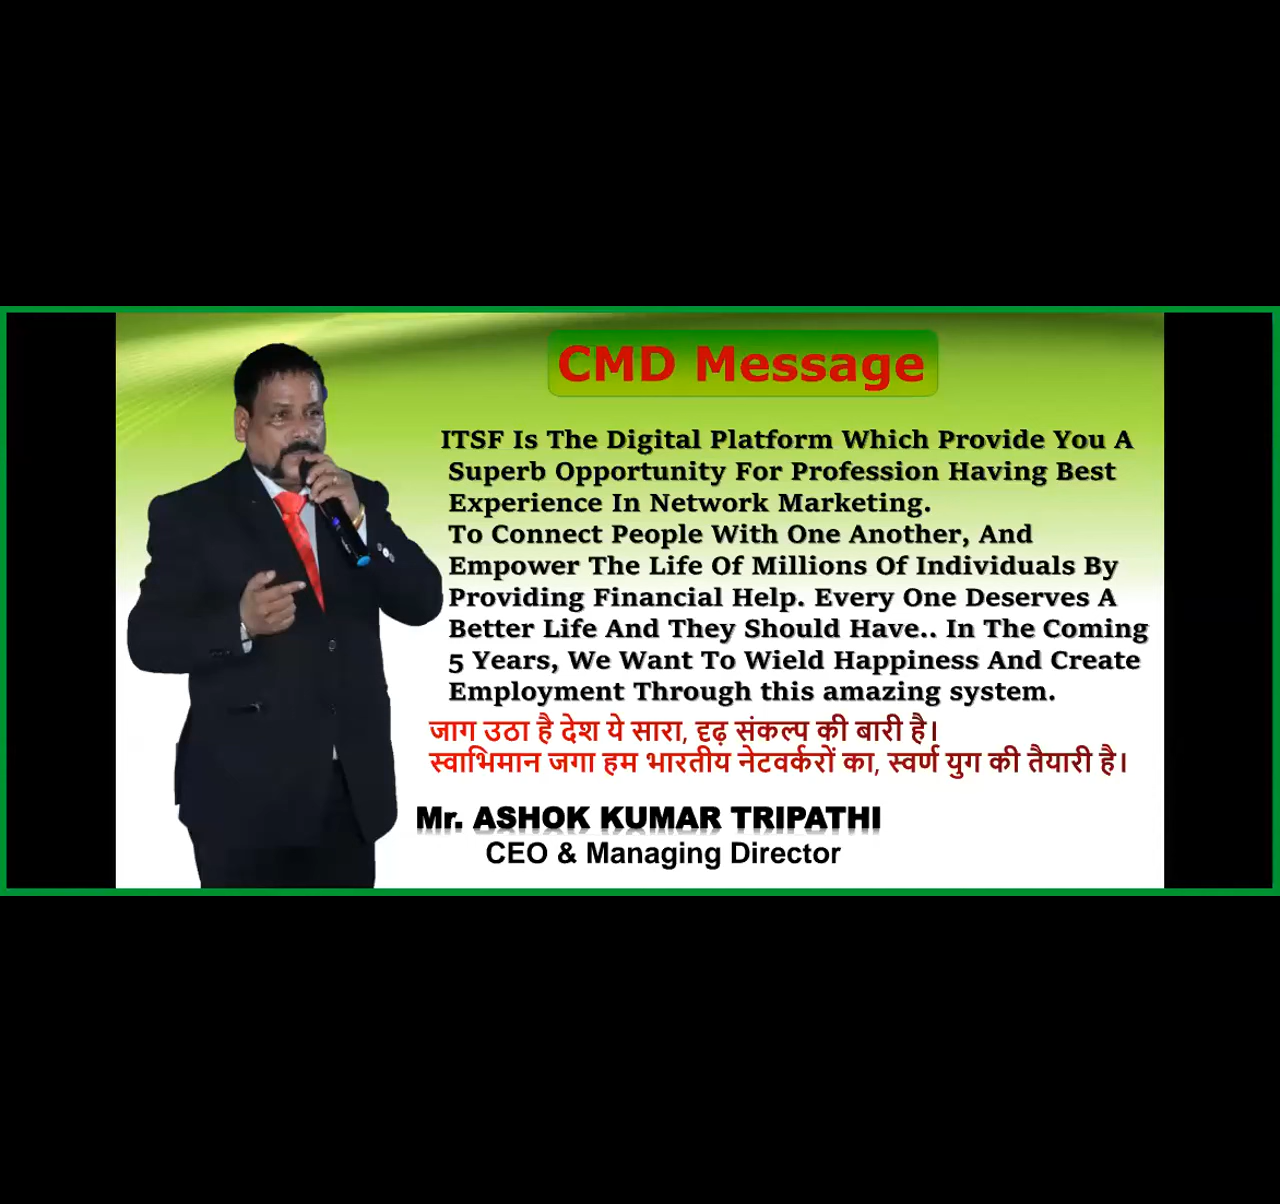 CMD Message
ITSF Is The Digital Platform Which Provide You A
Superb Opportunity For Profession Having Best
Experience In Network Marketing.
To Connect People With One Another, And
Empower The Life Of Millions Of Individuals By
Providing Financial Help. Every One Deserves A
Better Life And They Should Have.. In The Coming
5 Years, We Want To Wield Happiness And Create
Employment Through this amazing system.
जाग उठा है देश ये सारा, दृढ़ संकल्प की बारी है।
स्वाभिमान जगा हम भारतीय नेटवर्करों का, स्वर्ण युग की तैयारी है।
Mr. ASHOK KUMAR TRIPATHI
CEO & Managing Director